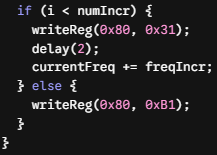 if (i < numIncr) {
writeReg(0x80, 0x31);
delay(2);
currentFreq += freqIncr;
} else {
writeReg(0x80, 0xB1);
}
}